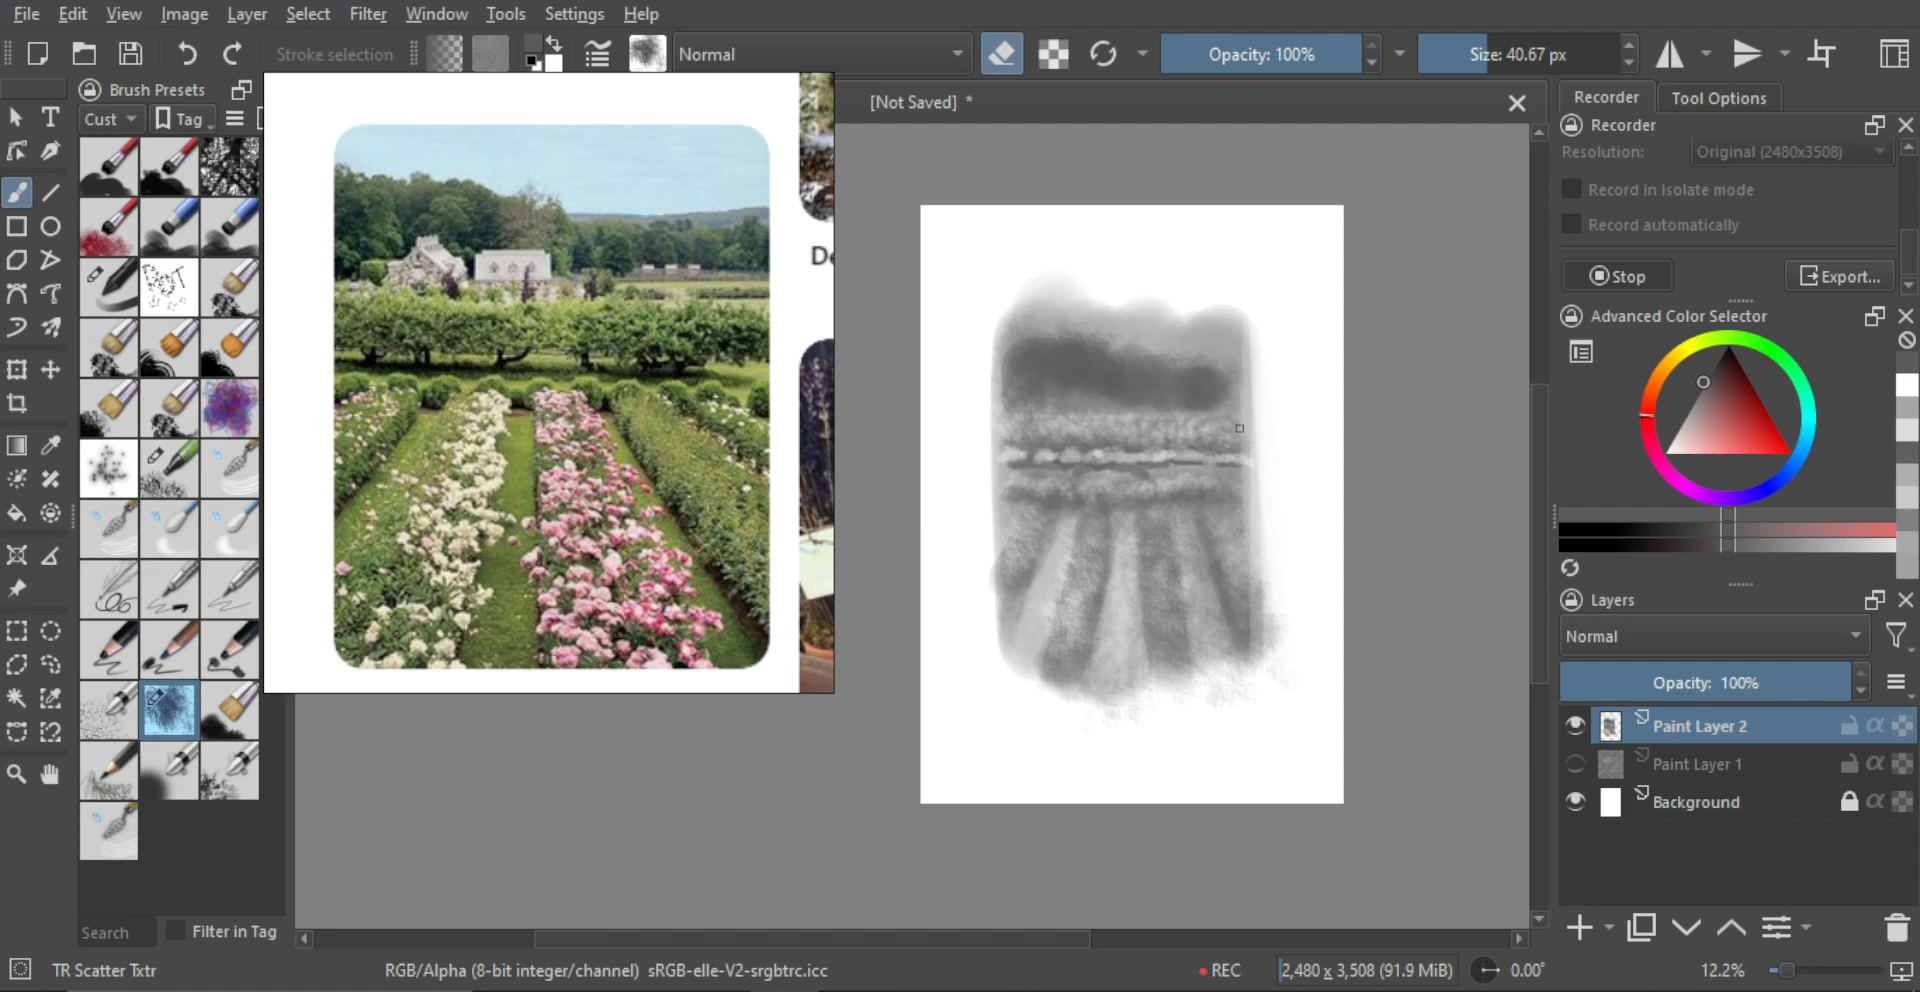 File Edit View Image Layer Select Filter Window Tools Settings Help
Stroke selection Normal Opacity: 100% Size: 40.67 px
Brush Presets
Cust Tag
De
[Not Saved] *
Recorder Tool Options
Recorder
Resolution: Original (2480x3508)
Record in isolate mode
Record automatically
Stop Export...
Advanced Color Selector
Layers
Normal
Opacity: 100%
Paint Layer 2
Paint Layer 1
Background
Search Filter in Tag
TR Scatter Txtr RGB/Alpha (8-bit integer/channel) sRGB-elle-V2-srgbtrc.icc REC 2,480 x 3,508 (91.9 MiB) 0.00° 12.2%